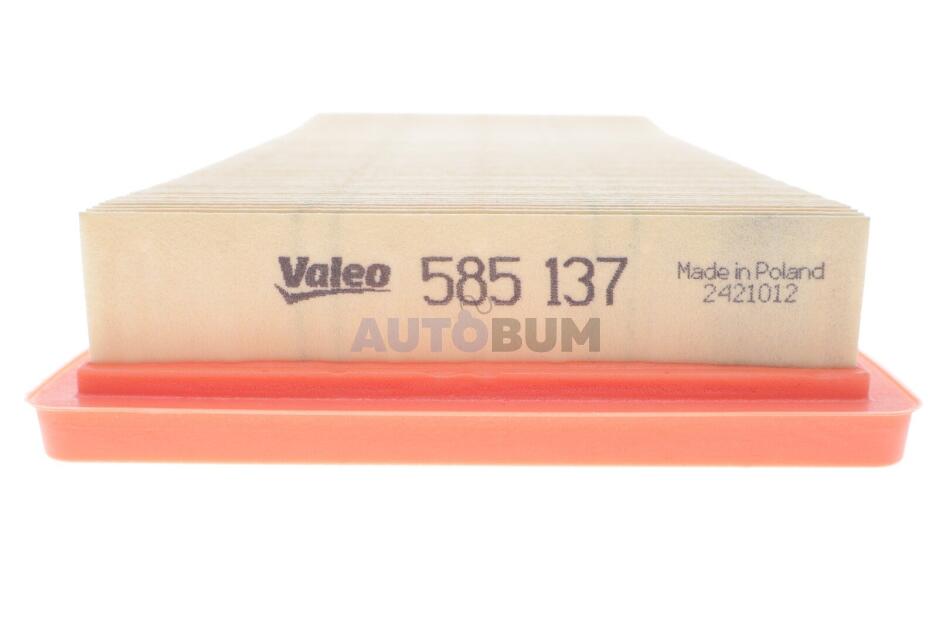 Valeo 585 137
Made in Poland
2421012
AUTOBUM